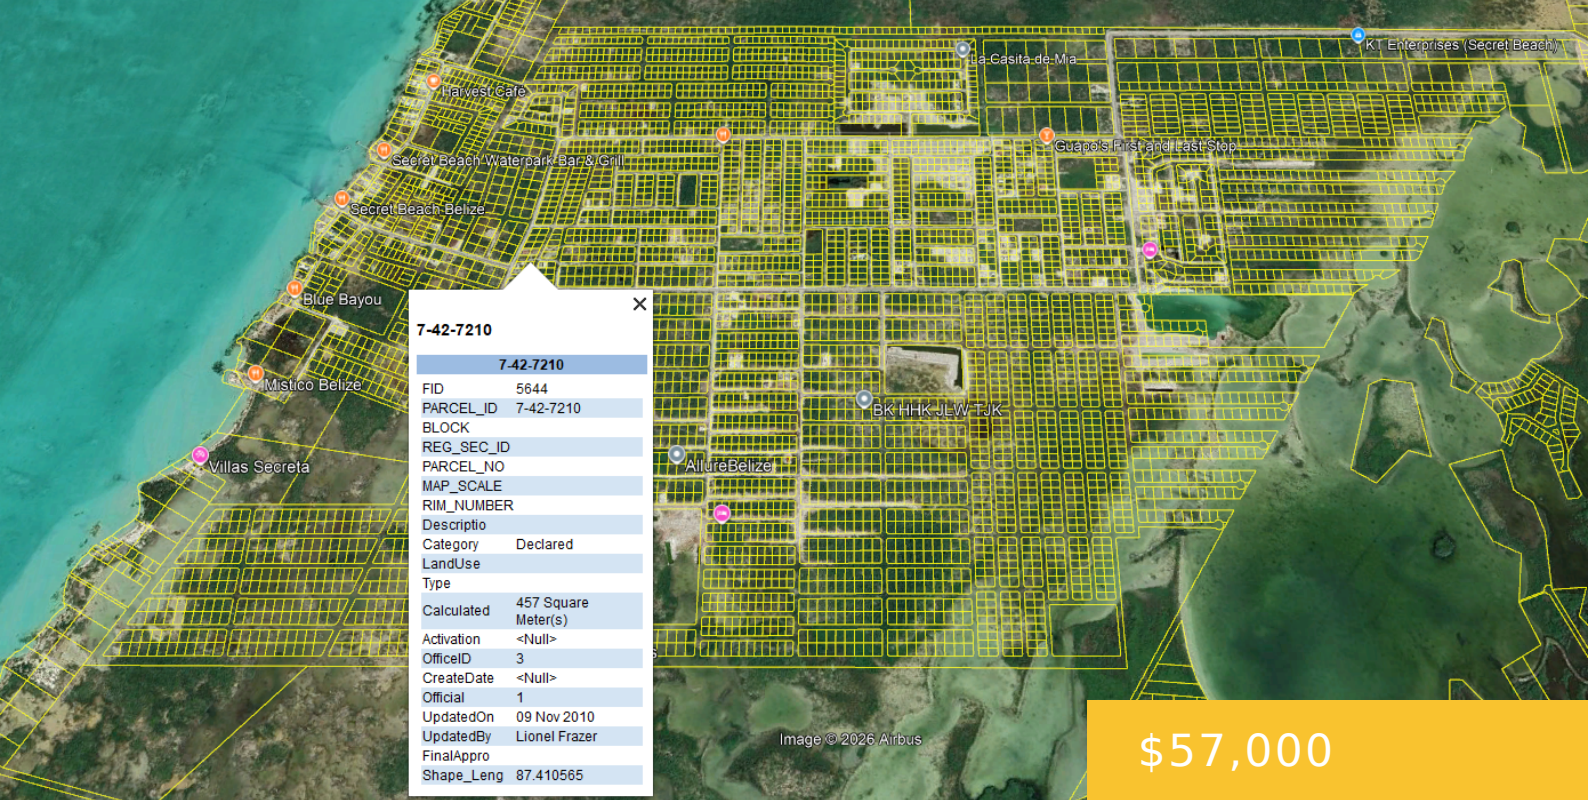 KT Enterprises (Secret Beach)
La Casita de Mia
Harvest Cafe
Guapo's First and Last Stop
Secret Beach Waterpark Bar & Grill
Secret Beach Belize
Blue Bayou
Mistico Belize
BK HHK JLW TJK
Villas Secreta
AllureBelize
7-42-7210
7-42-7210
FID 5644
PARCEL_ID 7-42-7210
BLOCK
REG_SEC_ID
PARCEL_NO
MAP_SCALE
RIM_NUMBER
Descriptio
Category Declared
LandUse
Type
Calculated 457 Square
Meter(s)
Activation <Null>
OfficeID 3
CreateDate <Null>
Official 1
UpdatedOn 09 Nov 2010
UpdatedBy Lionel Frazer
FinalAppro
Shape_Leng 87.410565
s
Image © 2026 Airbus
$57,000